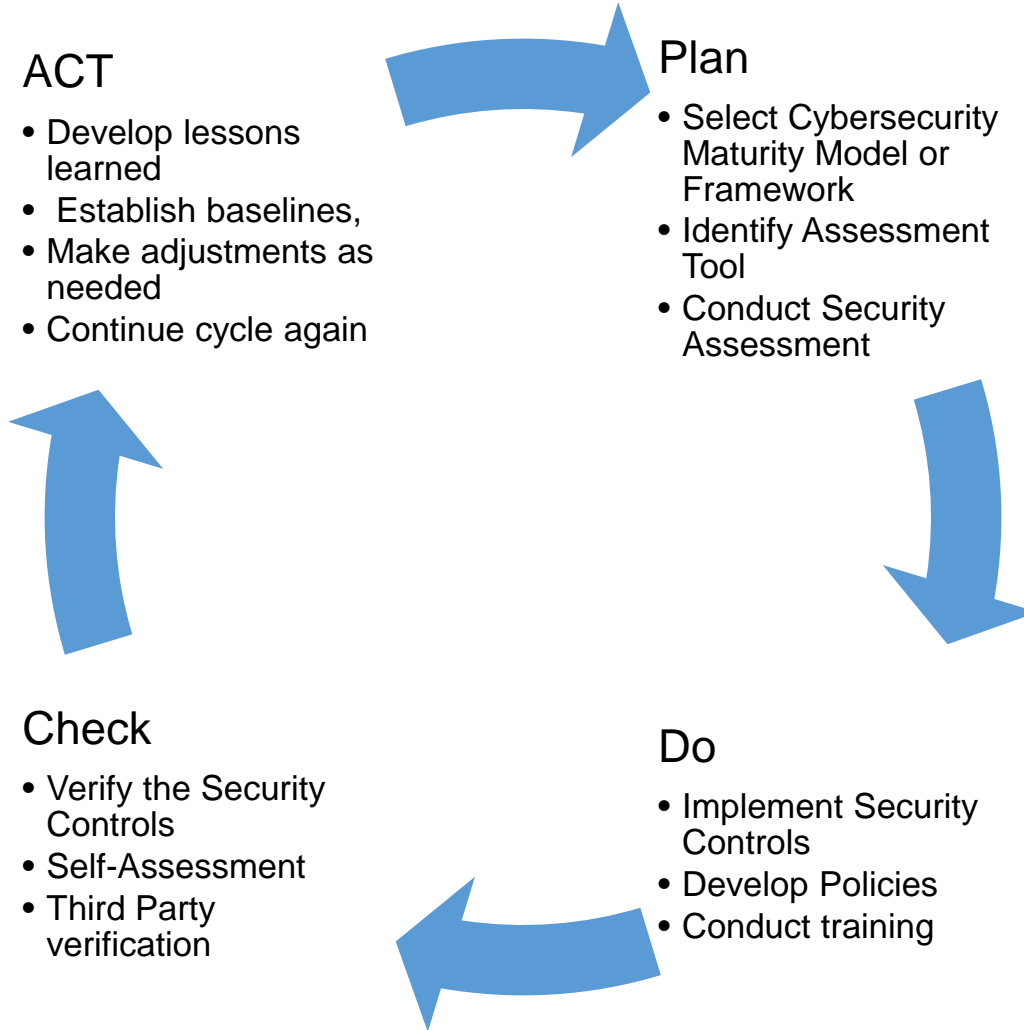 ACT
• Develop lessons
learned
• Establish baselines,
• Make adjustments as
needed
• Continue cycle again
Plan
• Select Cybersecurity
Maturity Model or
Framework
• Identify Assessment
Tool
• Conduct Security
Assessment
Check
• Verify the Security
Controls
• Self-Assessment
• Third Party
verification
Do
• Implement Security
Controls
• Develop Policies
• Conduct training